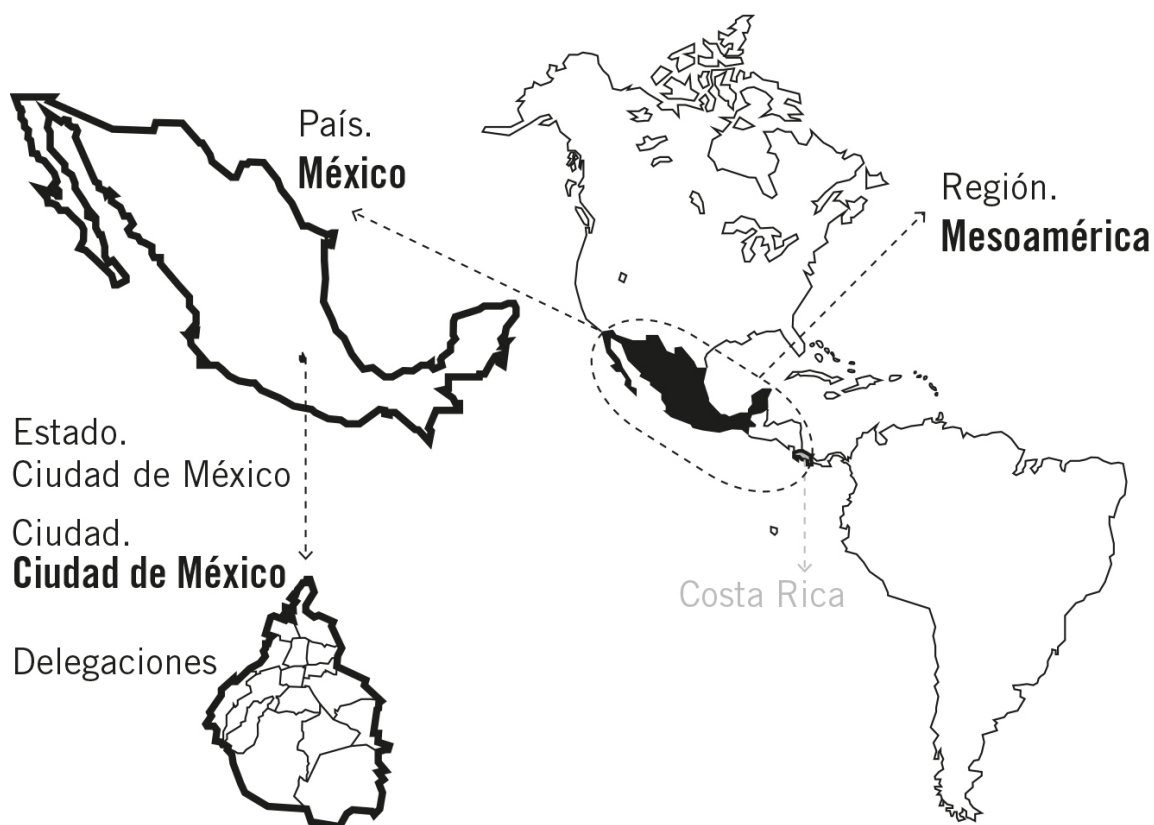 País.
México
Región.
Mesoamérica
Estado.
Ciudad de México
Ciudad.
Ciudad de México
Delegaciones
Costa Rica